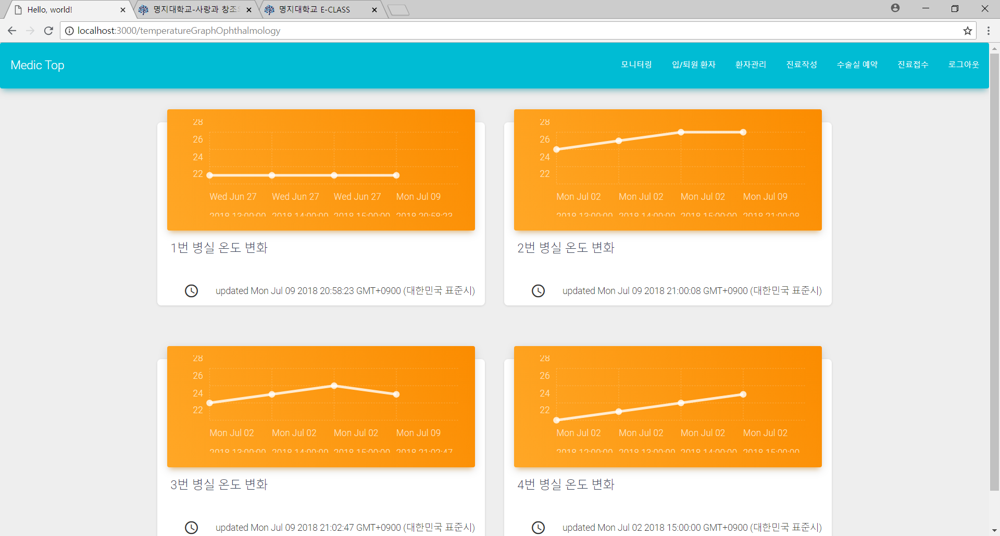 Hello, world!
명지대학교-사랑과 창조의
명지대학교 E-CLASS
localhost:3000/temperatureGraphOphthalmology
Medic Top
모니터링 입/퇴원 환자 환자관리 진료작성 수술실 예약 진료접수 로그아웃
28
26
24
22
Wed Jun 27 Wed Jun 27 Wed Jun 27 Mon Jul 09
2018 13:00:00 2018 14:00:00 2018 15:00:00 2018 20:58:23
1번 병실 온도 변화
updated Mon Jul 09 2018 20:58:23 GMT+0900 (대한민국 표준시)
28
26
24
22
Mon Jul 02 Mon Jul 02 Mon Jul 02 Mon Jul 09
2018 13:00:00 2018 14:00:00 2018 15:00:00 2018 21:00:08
2번 병실 온도 변화
updated Mon Jul 09 2018 21:00:08 GMT+0900 (대한민국 표준시)
28
26
24
22
Mon Jul 02 Mon Jul 02 Mon Jul 02 Mon Jul 09
2018 13:00:00 2018 14:00:00 2018 15:00:00 2018 21:02:47
3번 병실 온도 변화
updated Mon Jul 09 2018 21:02:47 GMT+0900 (대한민국 표준시)
28
26
24
22
Mon Jul 02 Mon Jul 02 Mon Jul 02 Mon Jul 02
2018 12:00:00 2018 13:00:00 2018 14:00:00 2018 15:00:00
4번 병실 온도 변화
updated Mon Jul 02 2018 15:00:00 GMT+0900 (대한민국 표준시)